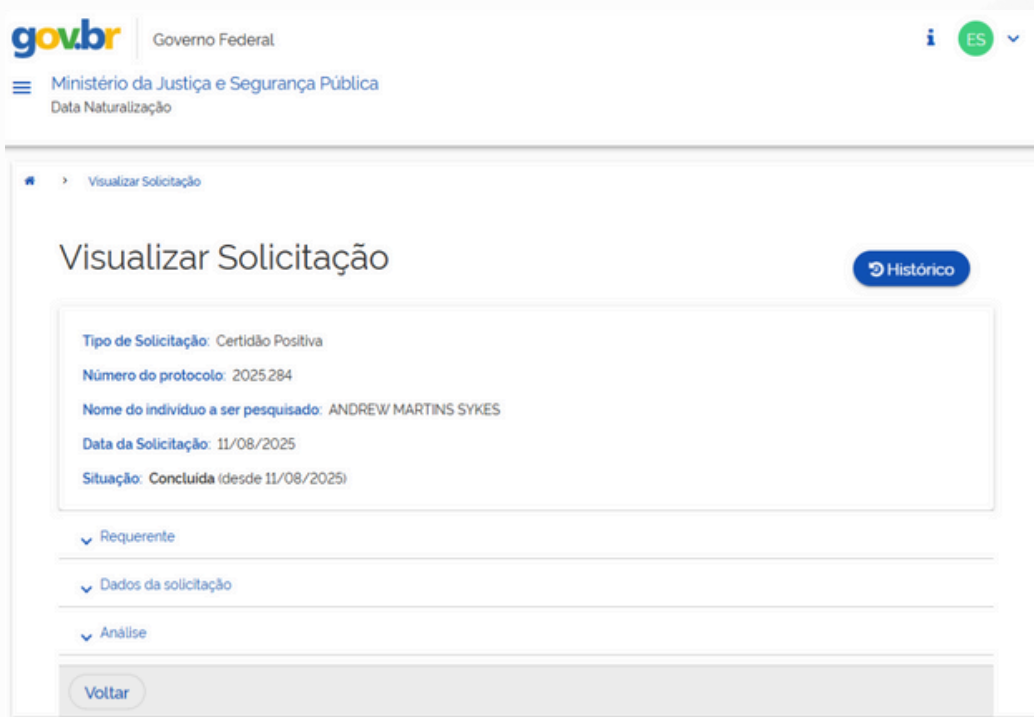 gov.br Governo Federal i ES
Ministério da Justiça e Segurança Pública
Data Naturalização
> Visualizar Solicitação
Visualizar Solicitação
Histórico
Tipo de Solicitação: Certidão Positiva
Número do protocolo: 2025.284
Nome do indivíduo a ser pesquisado: ANDREW MARTINS SYKES
Data da Solicitação: 11/08/2025
Situação: Concluída (desde 11/08/2025)
Requerente
Dados da solicitação
Análise
Voltar